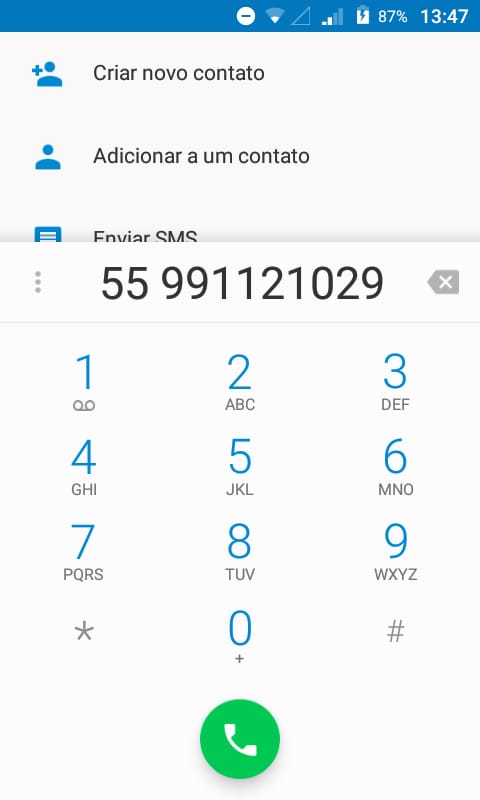 87% 13:47
Criar novo contato
Adicionar a um contato
Enviar SMS
55 991121029
1 2 3
ABC DEF
4 5 6
GHI JKL MNO
7 8 9
PQRS TUV WXYZ
* 0 #
+